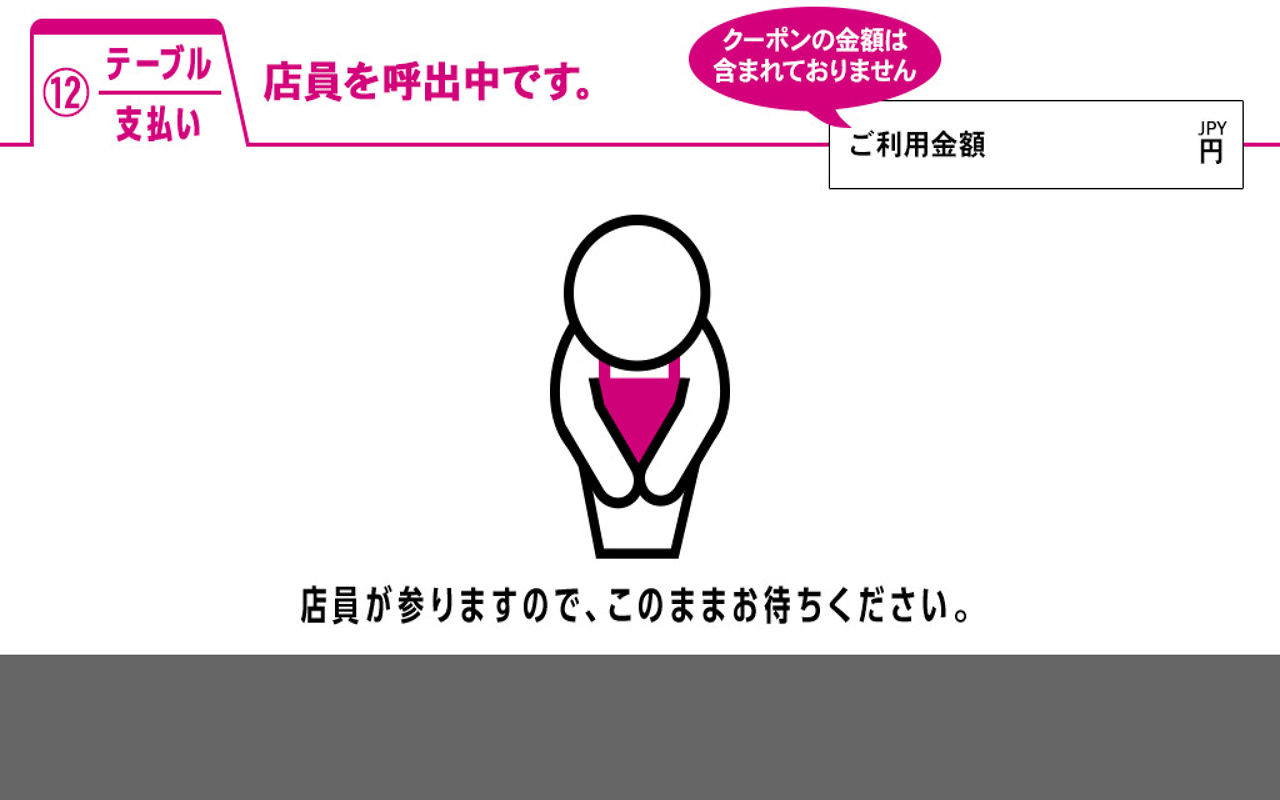 ⑫
テーブル
支払い
店員を呼出中です。
クーポンの金額は
含まれておりません
ご利用金額
JPY
円
店員が参りますので、このままお待ちください。